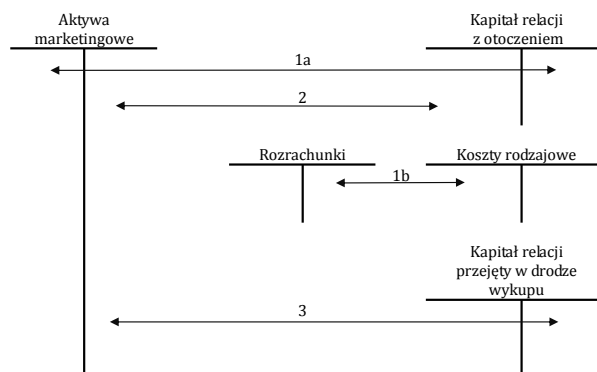 Aktywa
marketingowe
Kapitał relacji
z otoczeniem
1a
2
Rozrachunki
Koszty rodzajowe
1b
Kapitał relacji
przejęty w drodze
wykupu
3